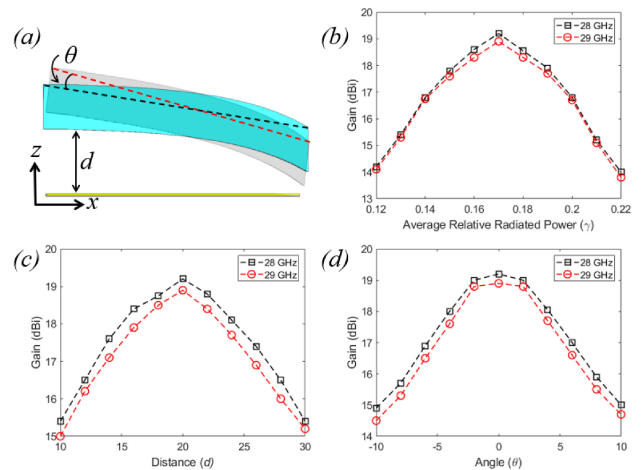 (a)
θ
d
z
x
(b)
Gain (dBi)
20
19
18
17
16
15
14
13
0.12 0.14 0.16 0.18 0.2 0.22
Average Relative Radiated Power (γ)
28 GHz
29 GHz
(c)
Gain (dBi)
20
19
18
17
16
15
10 15 20 25 30
Distance (d)
28 GHz
29 GHz
(d)
Gain (dBi)
20
19
18
17
16
15
14
-10 -5 0 5 10
Angle (θ)
28 GHz
29 GHz